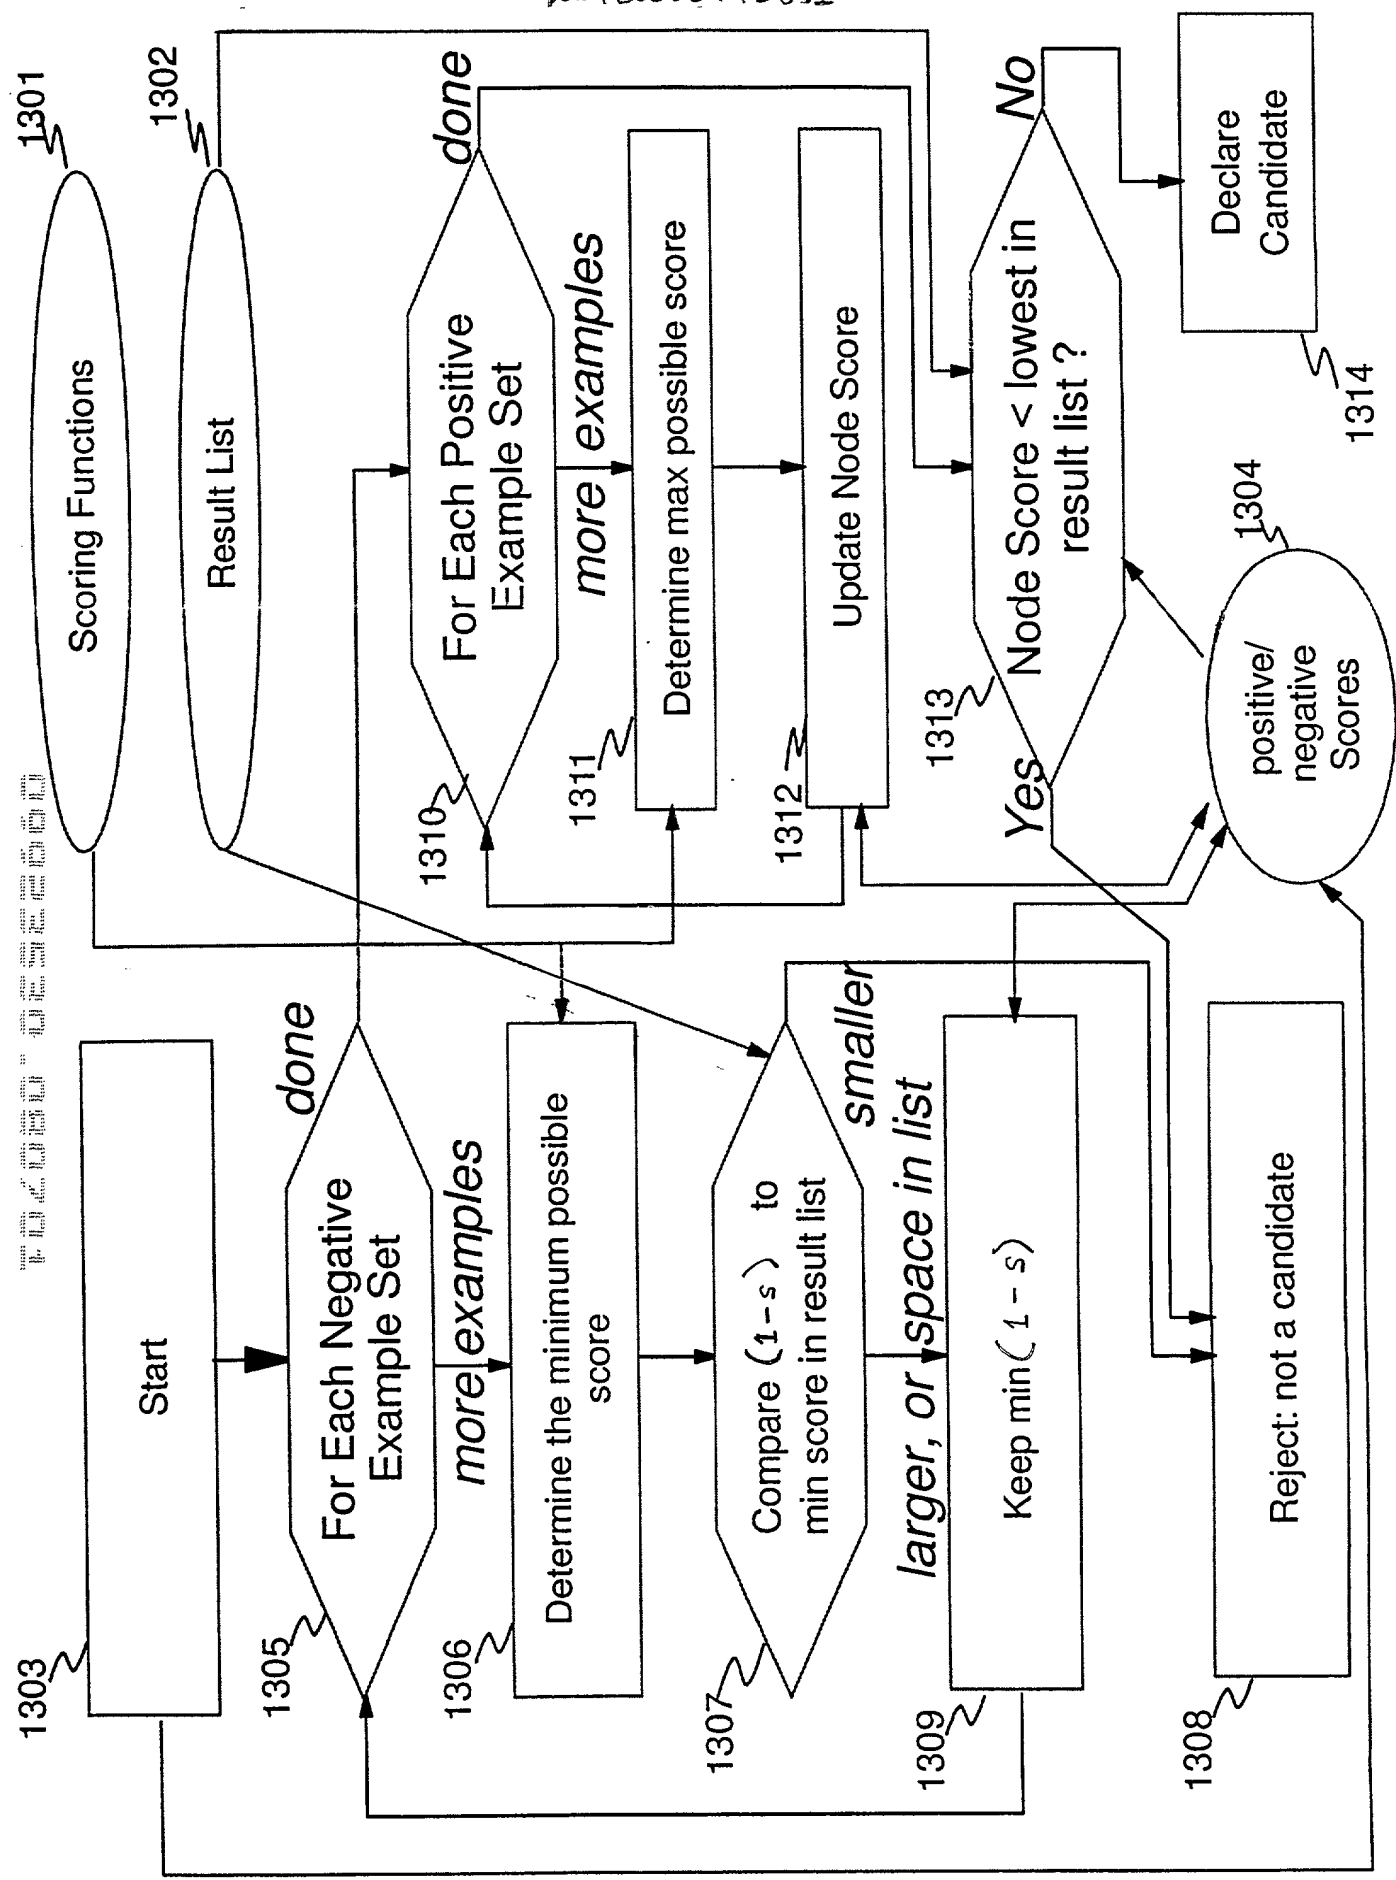 1301
Scoring Functions
1302
Result List
1303
Start
1305
For Each Negative
Example Set
done
more examples
1306
Determine the minimum possible
score
1307
Compare (1-s) to
min score in result list
smaller
larger, or space in list
1309
Keep min(1-s)
1308
Reject: not a candidate
1310
For Each Positive
Example Set
done
more examples
1311
Determine max possible score
1312
Update Node Score
1313
Node Score < lowest in
result list ?
Yes
No
1304
positive/
negative
Scores
Declare
Candidate
1314